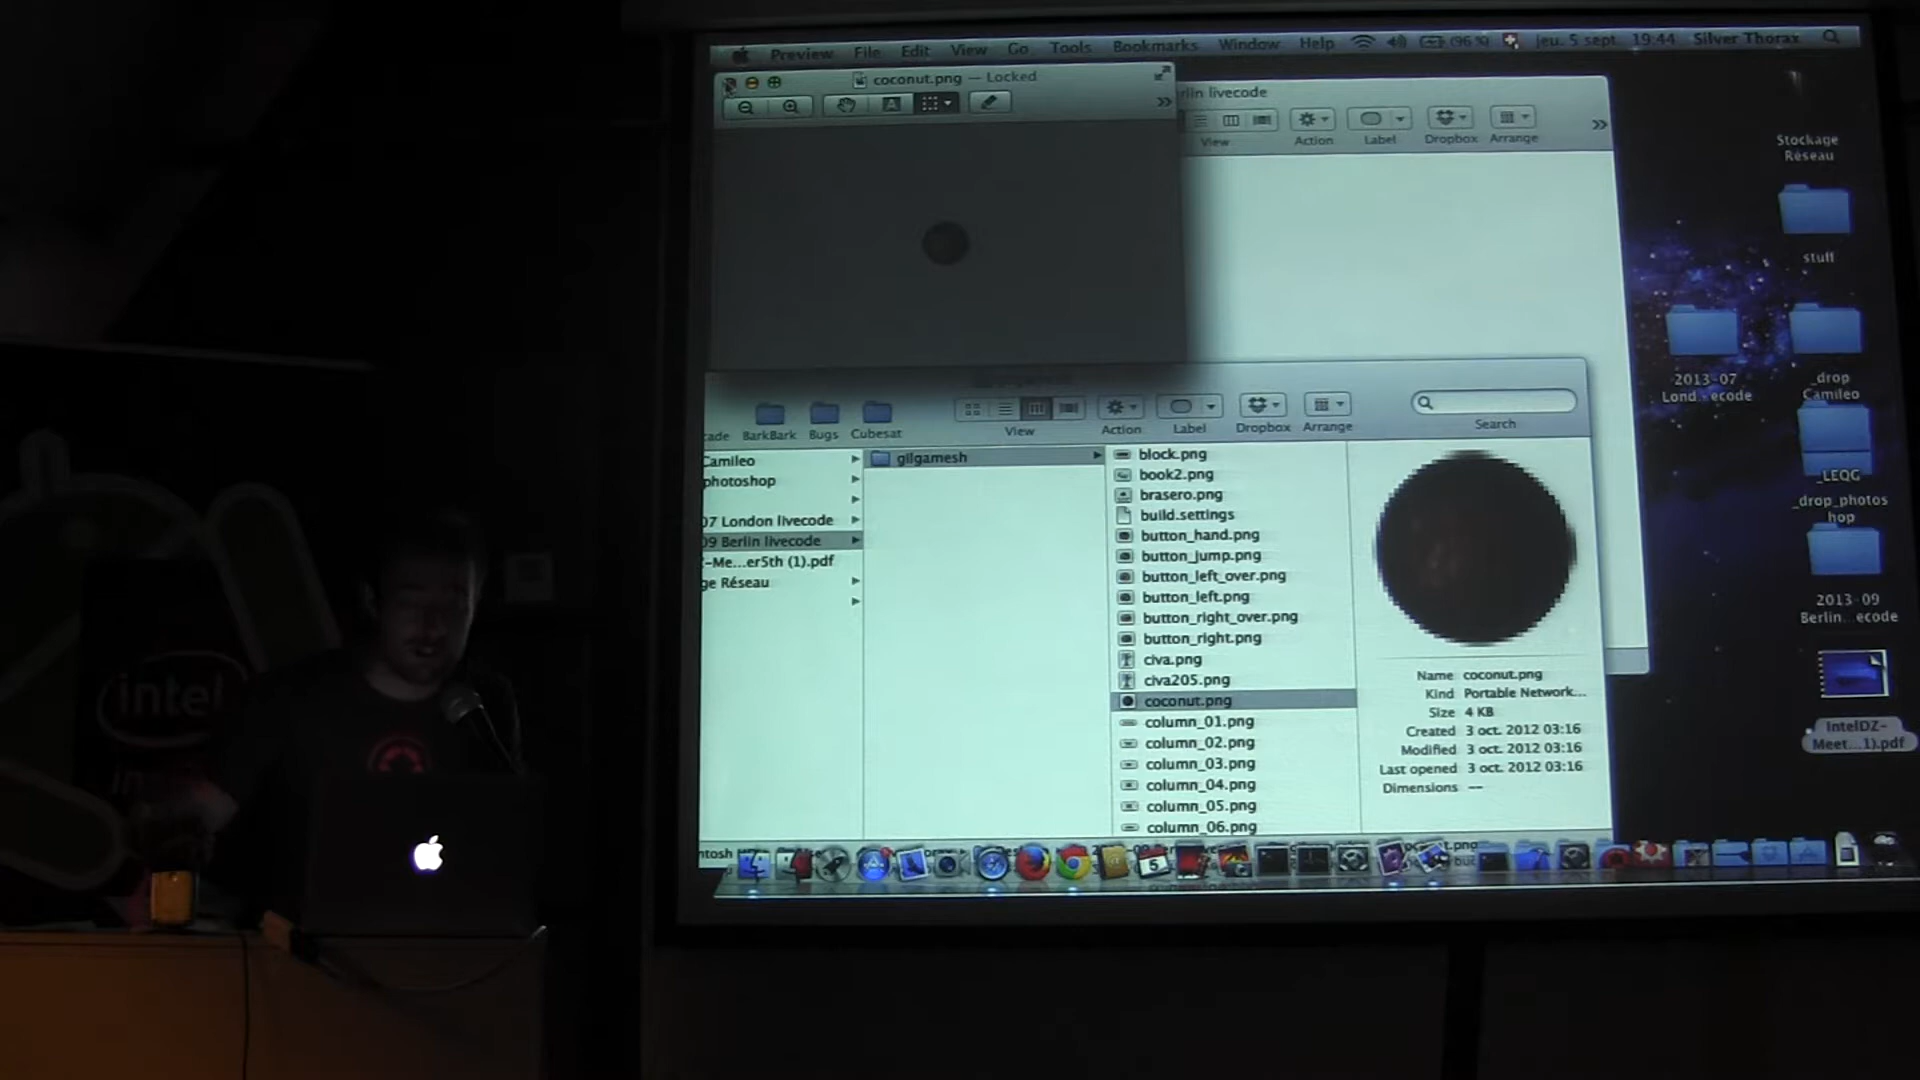 Preview File Edit View Go Tools Bookmarks Window Help (96 %) jeu. 5 sept. 19:44 Silver Thorax
coconut.png — Locked
rlin livecode
View Action Label Dropbox Arrange
Stockage Réseau
stuff
2013-07 Lond...ecode
_drop Camileo
_LEQG
_drop_photoshop
2013-09 Berlin...ecode
IntelDZ-Meet...1).pdf
cade BarkBark Bugs Cubesat
View Action Label Dropbox Arrange Search
Camileo
photoshop
07 London livecode
09 Berlin livecode
-Me...er5th (1).pdf
ge Réseau
gilgamesh
block.png
book2.png
brasero.png
build.settings
button_hand.png
button_jump.png
button_left_over.png
button_left.png
button_right_over.png
button_right.png
civa.png
civa205.png
coconut.png
column_01.png
column_02.png
column_03.png
column_04.png
column_05.png
column_06.png
Name coconut.png
Kind Portable Network...
Size 4 KB
Created 3 oct. 2012 03:16
Modified 3 oct. 2012 03:16
Last opened 3 oct. 2012 03:16
Dimensions --
5
intel